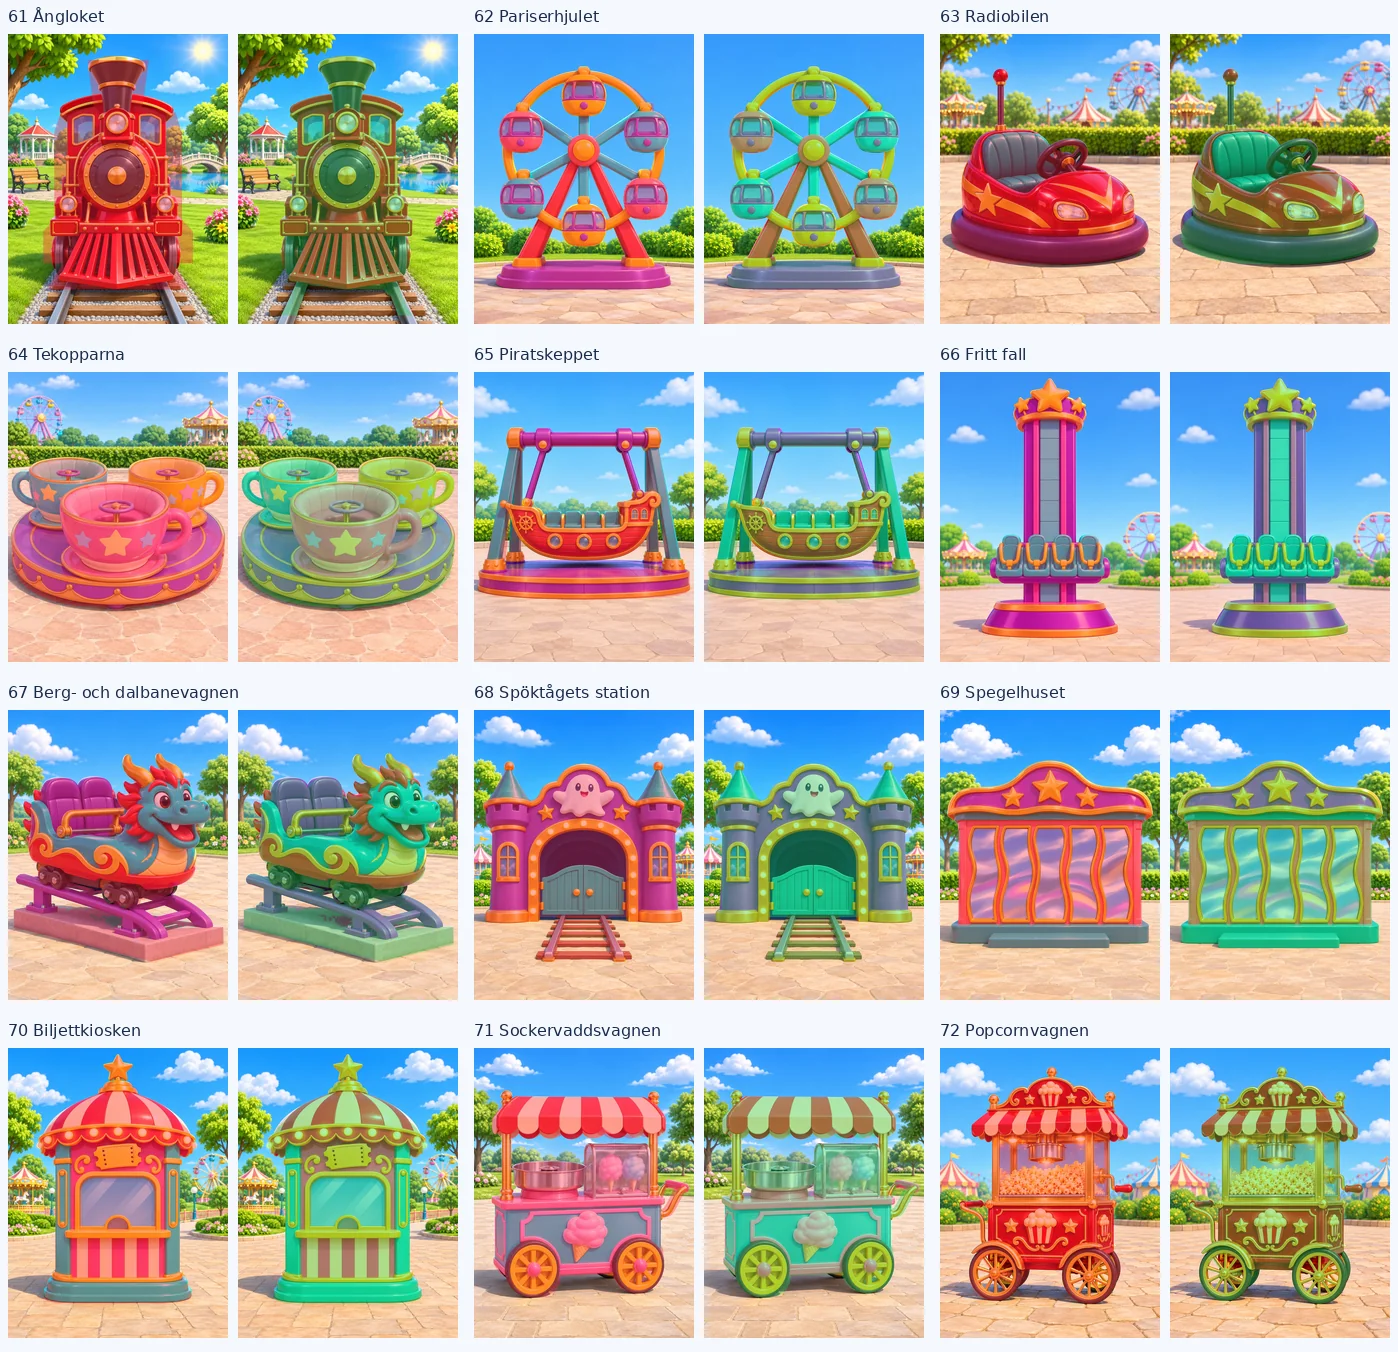 61 Ångloket
62 Pariserhjulet
63 Radiobilen
64 Tekopparna
65 Piratskeppet
66 Fritt fall
67 Berg- och dalbanevagnen
68 Spöktågets station
69 Spegelhuset
70 Biljettkiosken
71 Sockervaddsvagnen
72 Popcornvagnen